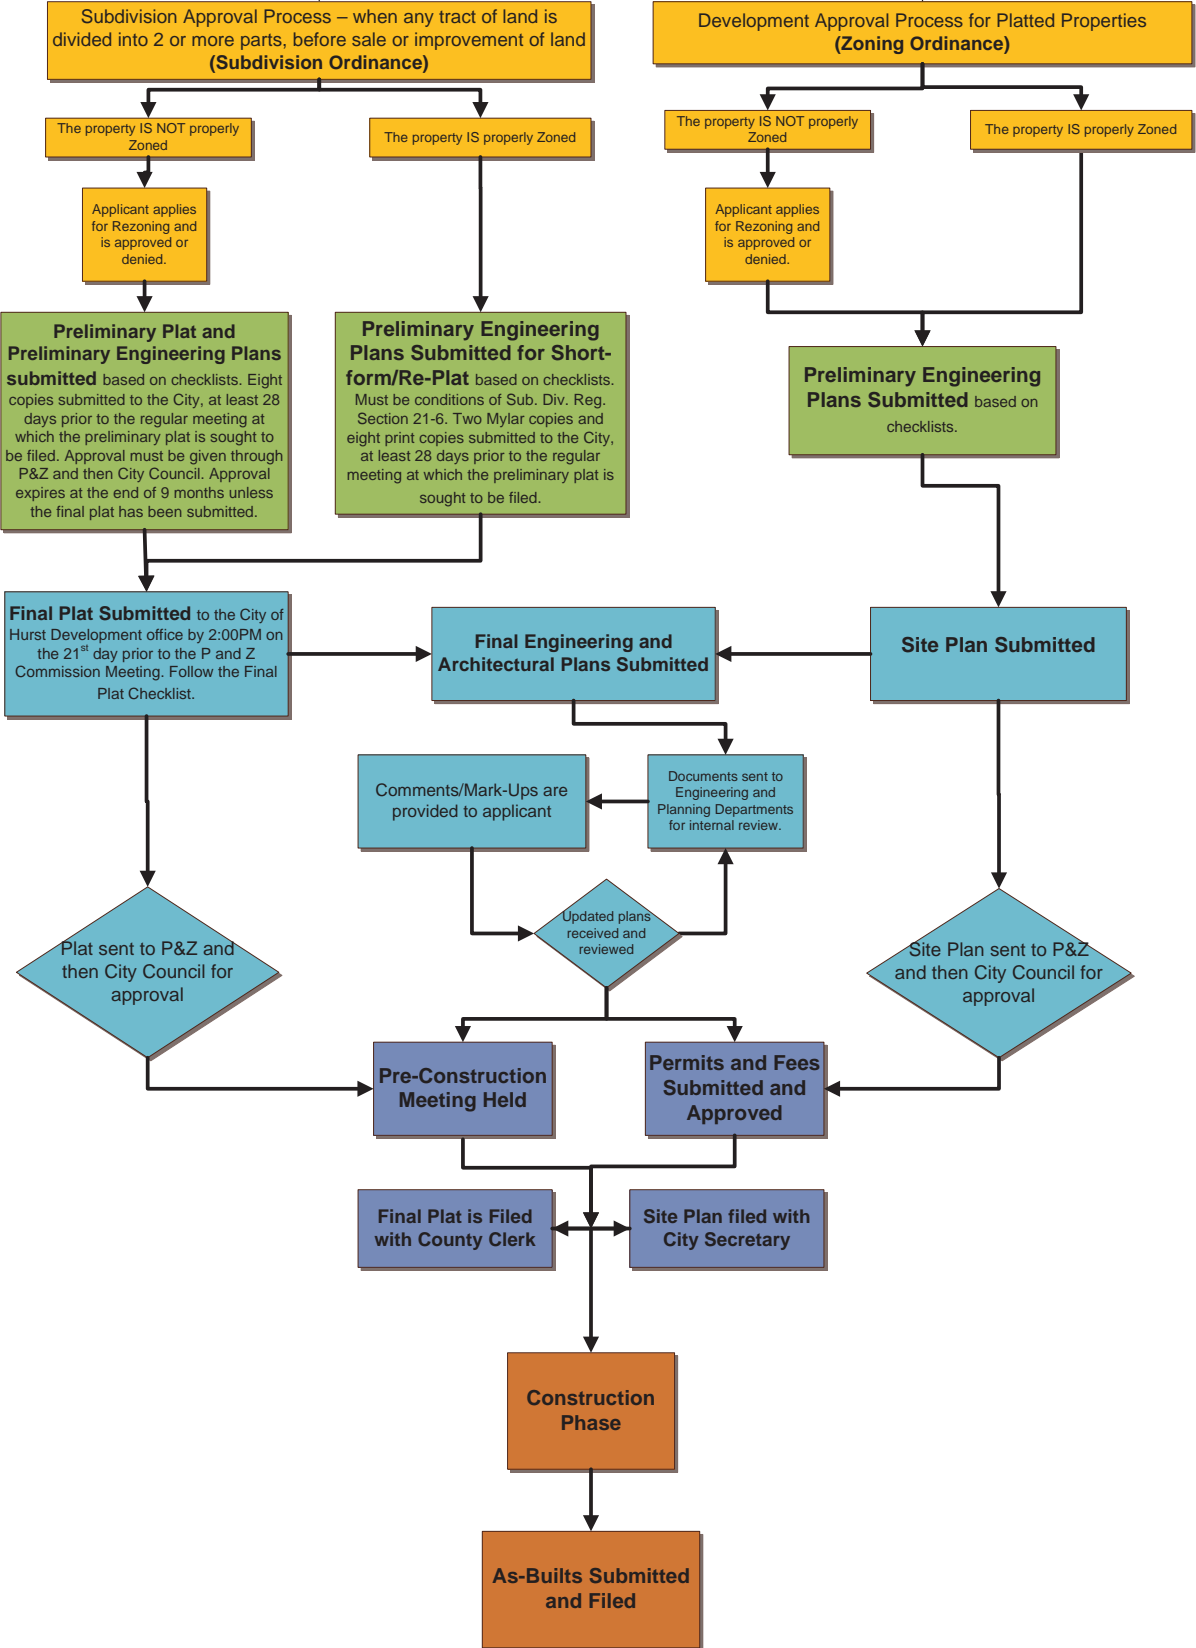 Subdivision Approval Process – when any tract of land is
divided into 2 or more parts, before sale or improvement of land
(Subdivision Ordinance)
Development Approval Process for Platted Properties
(Zoning Ordinance)
The property IS NOT properly
Zoned
The property IS properly Zoned
The property IS NOT properly
Zoned
The property IS properly Zoned
Applicant applies
for Rezoning and
is approved or
denied.
Applicant applies
for Rezoning and
is approved or
denied.
Preliminary Plat and
Preliminary Engineering Plans
submitted based on checklists. Eight
copies submitted to the City, at least 28
days prior to the regular meeting at
which the preliminary plat is sought to
be filed. Approval must be given through
P&Z and then City Council. Approval
expires at the end of 9 months unless
the final plat has been submitted.
Preliminary Engineering
Plans Submitted for Short-
form/Re-Plat based on checklists.
Must be conditions of Sub. Div. Reg.
Section 21-6. Two Mylar copies and
eight print copies submitted to the City,
at least 28 days prior to the regular
meeting at which the preliminary plat is
sought to be filed.
Preliminary Engineering
Plans Submitted based on
checklists.
Final Plat Submitted to the City of
Hurst Development office by 2:00PM on
the 21st day prior to the P and Z
Commission Meeting. Follow the Final
Plat Checklist.
Final Engineering and
Architectural Plans Submitted
Site Plan Submitted
Comments/Mark-Ups are
provided to applicant
Documents sent to
Engineering and
Planning Departments
for internal review.
Updated plans
received and
reviewed
Plat sent to P&Z and
then City Council for
approval
Site Plan sent to P&Z
and then City Council for
approval
Pre-Construction
Meeting Held
Permits and Fees
Submitted and
Approved
Final Plat is Filed
with County Clerk
Site Plan filed with
City Secretary
Construction
Phase
As-Builts Submitted
and Filed